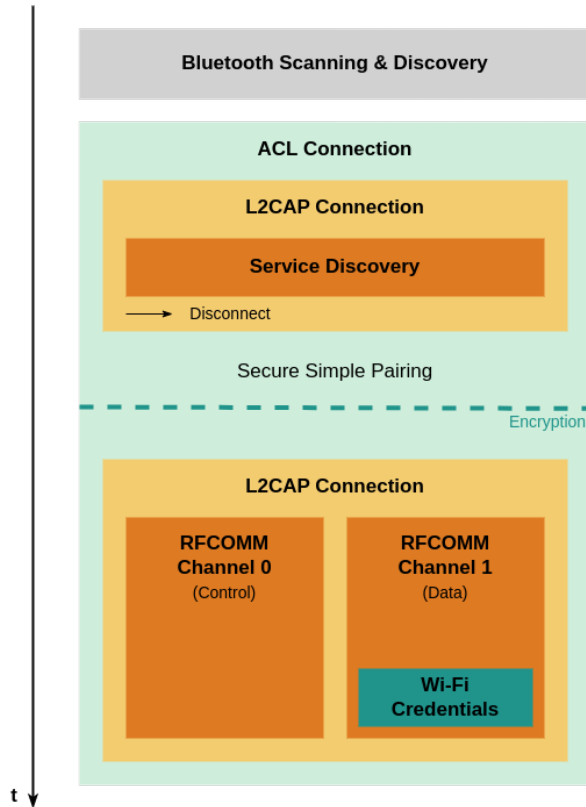 Bluetooth Scanning & Discovery
ACL Connection
L2CAP Connection
Service Discovery
Disconnect
Secure Simple Pairing
Encryption
L2CAP Connection
RFCOMM
Channel 0
(Control)
RFCOMM
Channel 1
(Data)
Wi-Fi
Credentials
t